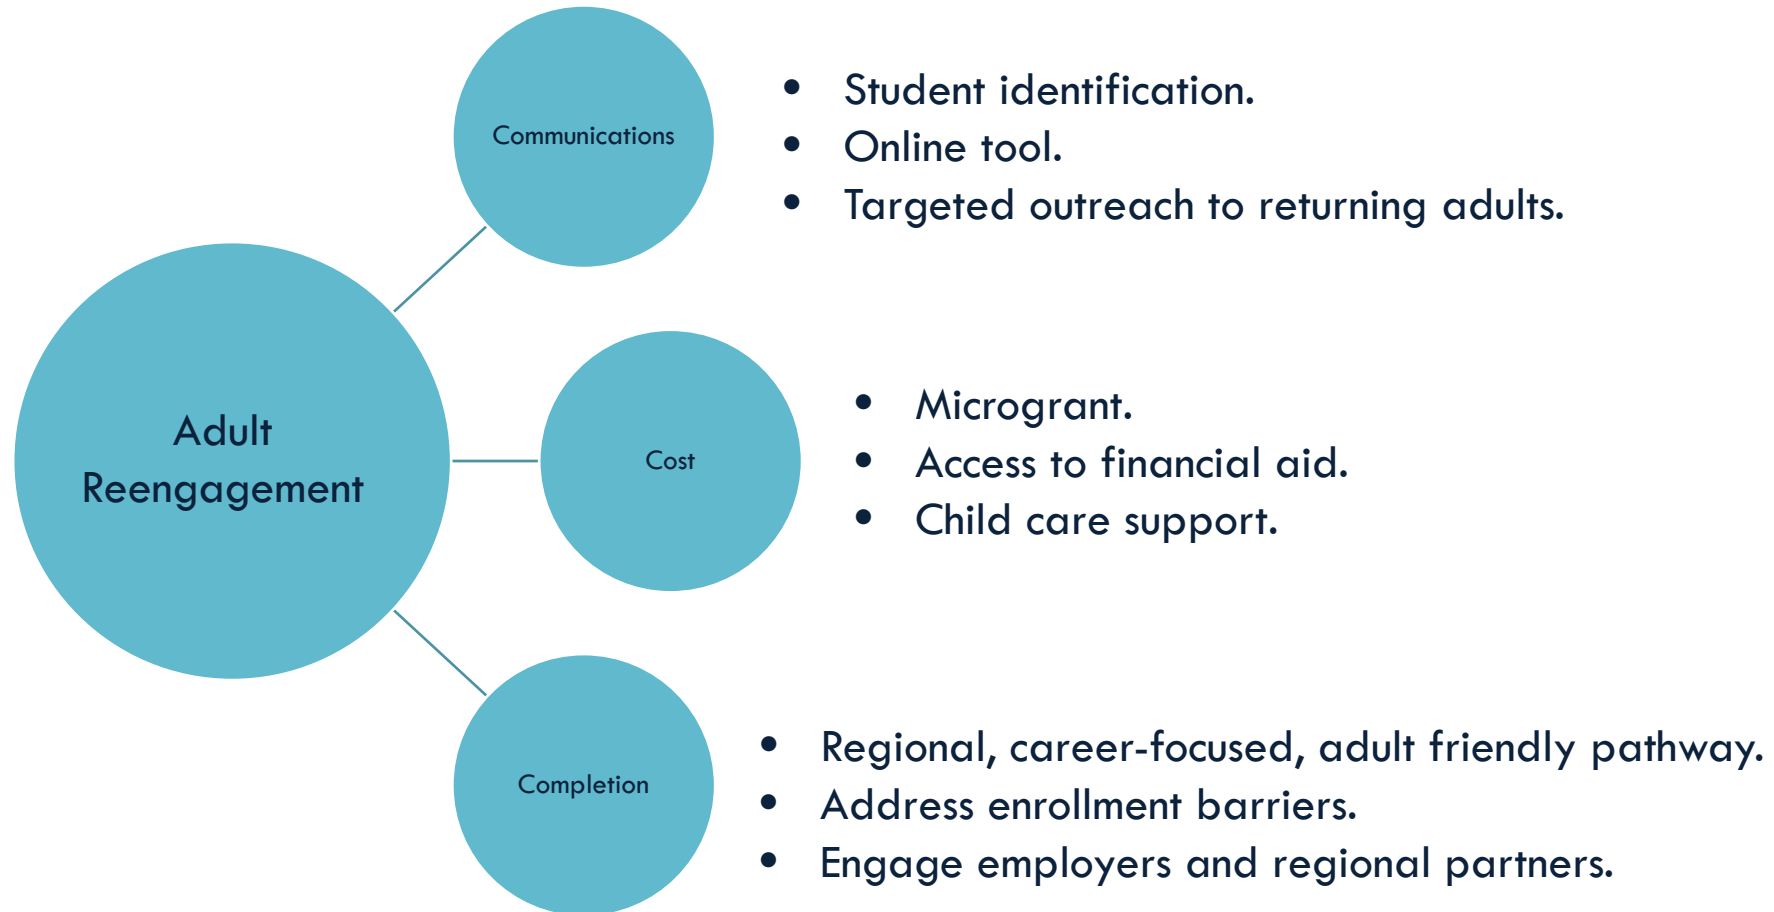 Communications
• Student identification.
• Online tool.
• Targeted outreach to returning adults.
Adult
Reengagement
Cost
• Microgrant.
• Access to financial aid.
• Child care support.
Completion
• Regional, career-focused, adult friendly pathway.
• Address enrollment barriers.
• Engage employers and regional partners.